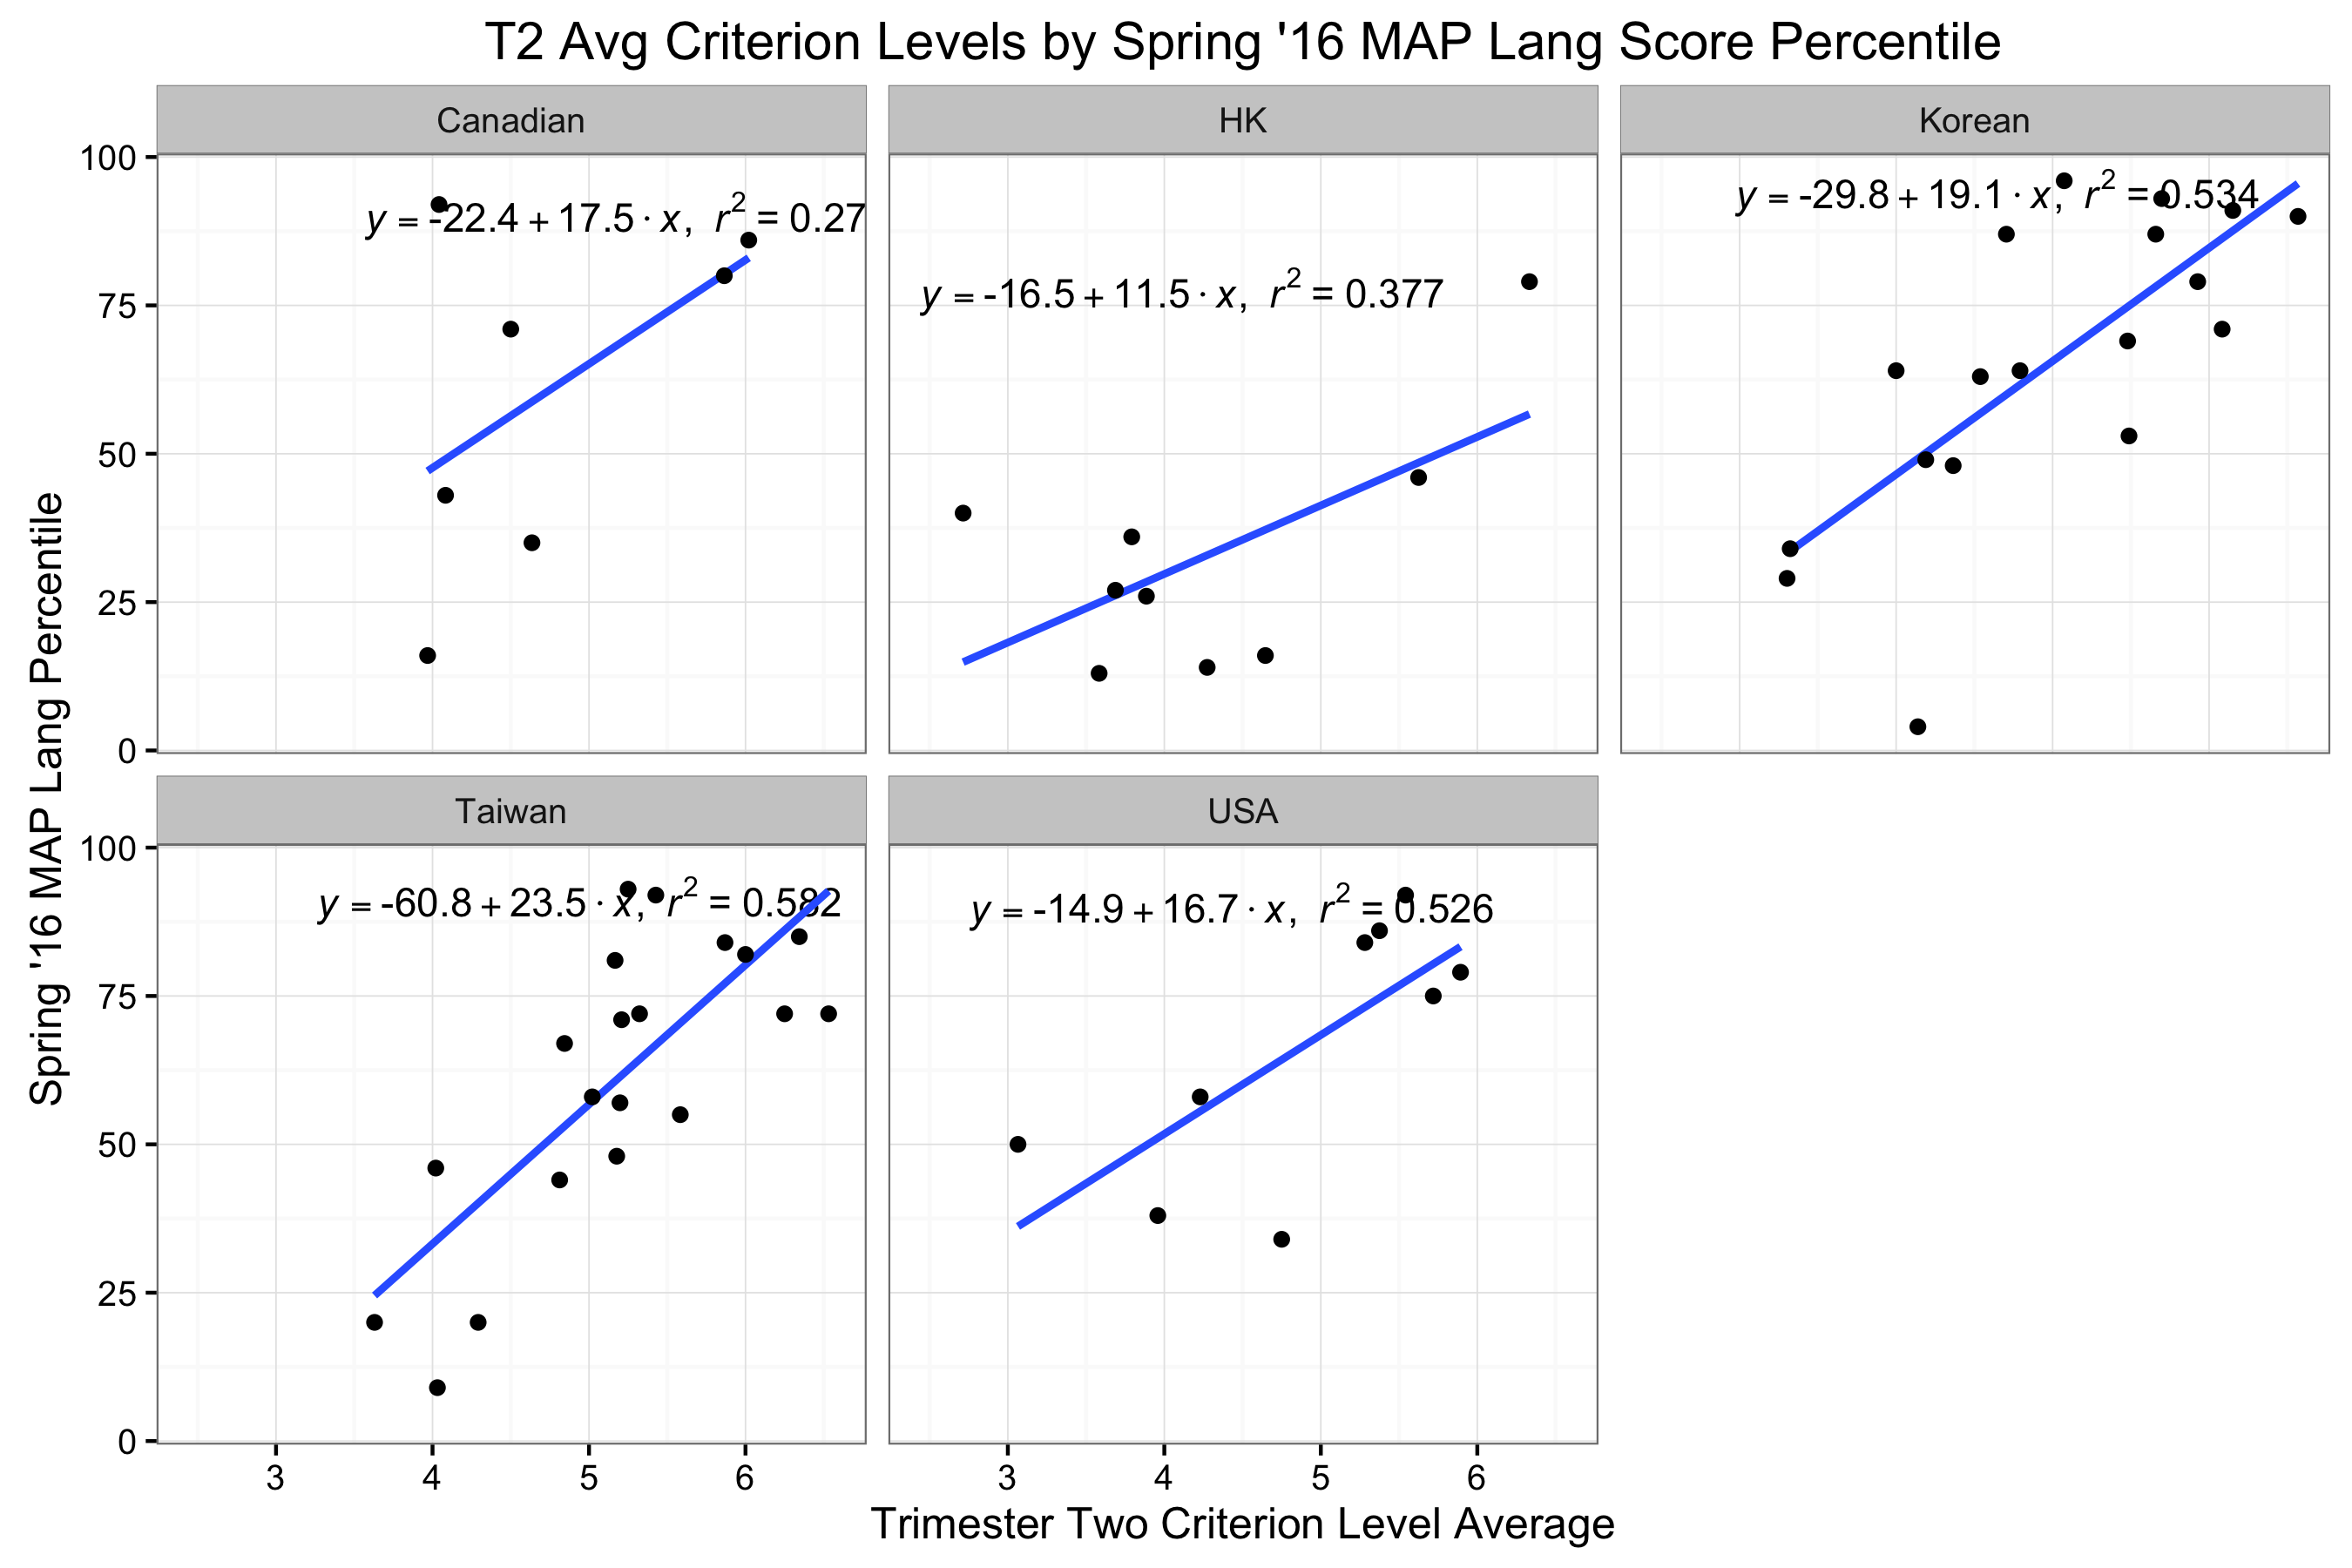 T2 Avg Criterion Levels by Spring '16 MAP Lang Score Percentile
Canadian
HK
Korean
100
75
50
25
0
y = -22.4 + 17.5 · x, r² = 0.27
y = -16.5 + 11.5 · x, r² = 0.377
y = -29.8 + 19.1 · x, r² = 0.534
Spring '16 MAP Lang Percentile
Taiwan
USA
100
75
50
25
0
y = -60.8 + 23.5 · x, r² = 0.582
y = -14.9 + 16.7 · x, r² = 0.526
3 4 5 6
3 4 5 6
Trimester Two Criterion Level Average